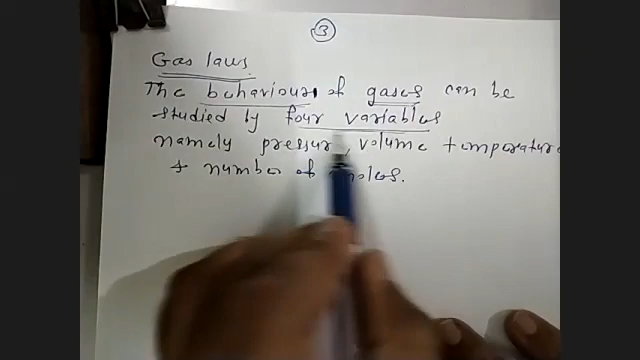 3
Gas laws
The behaviour of gases can be
studied by four variables
namely pressure, volume temperature
+ number of moles.